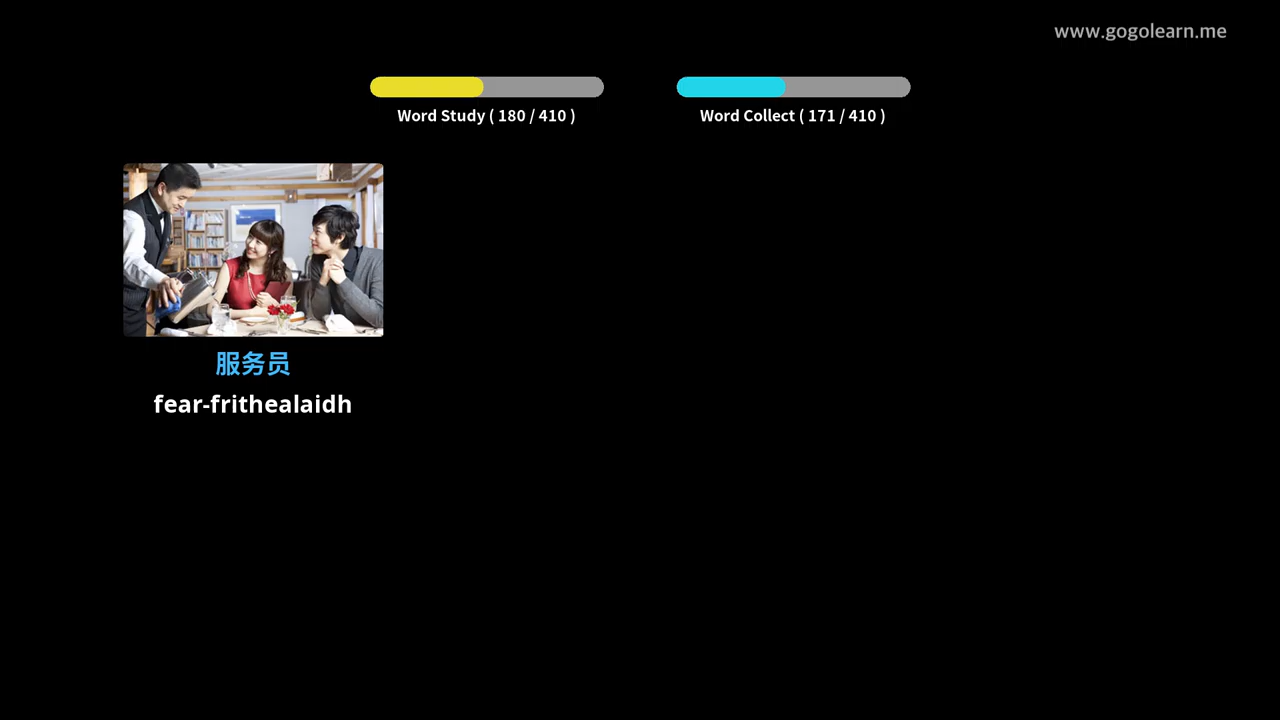 www.gogolearn.me
Word Study ( 180 / 410 )
Word Collect ( 171 / 410 )
服务员
fear-frithealaidh